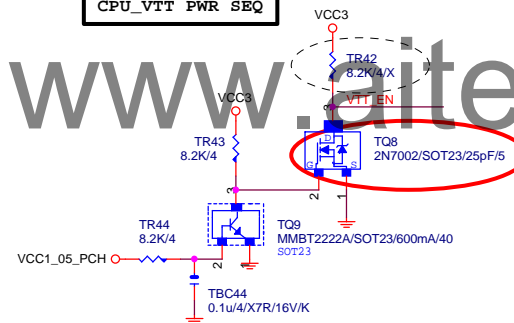 CPU_VTT PWR SEQ
VCC3
TR42
8.2K/4/X
www.aite
VCC3
3
VTT_EN
TR43
8.2K/4
D
G
S
TQ8
2N7002/SOT23/25pF/5
2
1
3
TR44
8.2K/4
TQ9
MMBT2222A/SOT23/600mA/40
SOT23
VCC1_05_PCH
2
1
TBC44
0.1u/4/X7R/16V/K